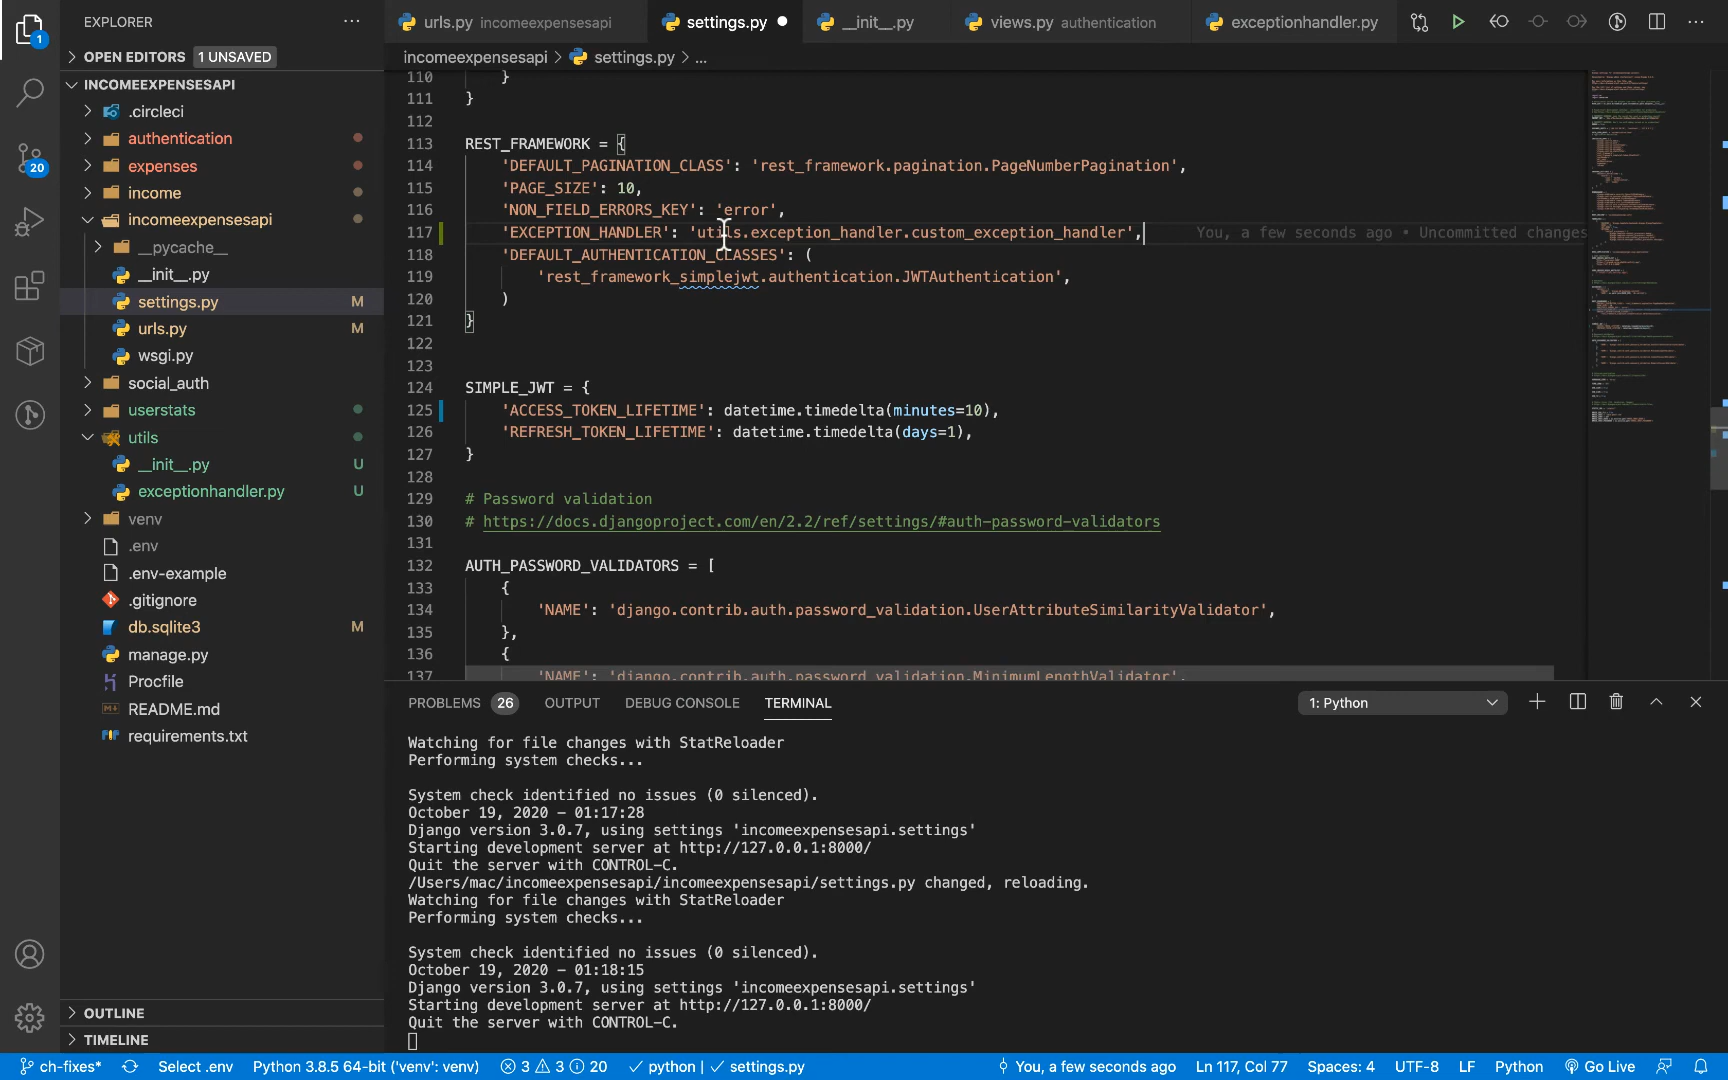 EXPLORER
OPEN EDITORS 1 UNSAVED
INCOMEEXPENSESAPI
.circleci
authentication
expenses
income
incomeexpensesapi
__pycache__
__init__.py
settings.py M
urls.py M
wsgi.py
social_auth
userstats
utils
__init__.py U
exceptionhandler.py U
venv
.env
.env-example
.gitignore
db.sqlite3 M
manage.py
Procfile
README.md
requirements.txt
OUTLINE
TIMELINE
1
20
urls.py incomeexpensesapi
settings.py
__init__.py
views.py authentication
exceptionhandler.py
incomeexpensesapi > settings.py > ...
110 }
111 }
112
113 REST_FRAMEWORK = {
114 'DEFAULT_PAGINATION_CLASS': 'rest_framework.pagination.PageNumberPagination',
115 'PAGE_SIZE': 10,
116 'NON_FIELD_ERRORS_KEY': 'error',
117 'EXCEPTION_HANDLER': 'utils.exception_handler.custom_exception_handler', You, a few seconds ago • Uncommitted changes
118 'DEFAULT_AUTHENTICATION_CLASSES': (
119 'rest_framework_simplejwt.authentication.JWTAuthentication',
120 )
121 }
122
123
124 SIMPLE_JWT = {
125 'ACCESS_TOKEN_LIFETIME': datetime.timedelta(minutes=10),
126 'REFRESH_TOKEN_LIFETIME': datetime.timedelta(days=1),
127 }
128
129 # Password validation
130 # https://docs.djangoproject.com/en/2.2/ref/settings/#auth-password-validators
131
132 AUTH_PASSWORD_VALIDATORS = [
133 {
134 'NAME': 'django.contrib.auth.password_validation.UserAttributeSimilarityValidator',
135 },
136 {
137 'NAME': 'django.contrib.auth.password_validation.MinimumLengthValidator',
PROBLEMS 26 OUTPUT DEBUG CONSOLE TERMINAL 1: Python
Watching for file changes with StatReloader
Performing system checks...
System check identified no issues (0 silenced).
October 19, 2020 - 01:17:28
Django version 3.0.7, using settings 'incomeexpensesapi.settings'
Starting development server at http://127.0.0.1:8000/
Quit the server with CONTROL-C.
/Users/mac/incomeexpensesapi/incomeexpensesapi/settings.py changed, reloading.
Watching for file changes with StatReloader
Performing system checks...
System check identified no issues (0 silenced).
October 19, 2020 - 01:18:15
Django version 3.0.7, using settings 'incomeexpensesapi.settings'
Starting development server at http://127.0.0.1:8000/
Quit the server with CONTROL-C.
ch-fixes* Select .env Python 3.8.5 64-bit ('venv': venv) 3 3 20 python | settings.py You, a few seconds ago Ln 117, Col 77 Spaces: 4 UTF-8 LF Python Go Live